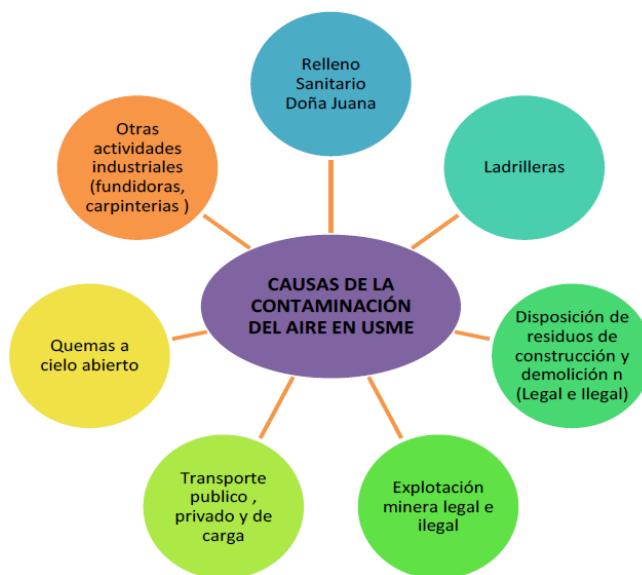 Relleno
Sanitario
Doña Juana
Ladrilleras
Disposición de
residuos de
construcción y
demolición n
(Legal e Ilegal)
Explotación
minera legal e
ilegal
Transporte
publico ,
privado y de
carga
Quemas a
cielo abierto
Otras
actividades
industriales
(fundidoras,
carpinterias )
CAUSAS DE LA
CONTAMINACIÓN
DEL AIRE EN USME